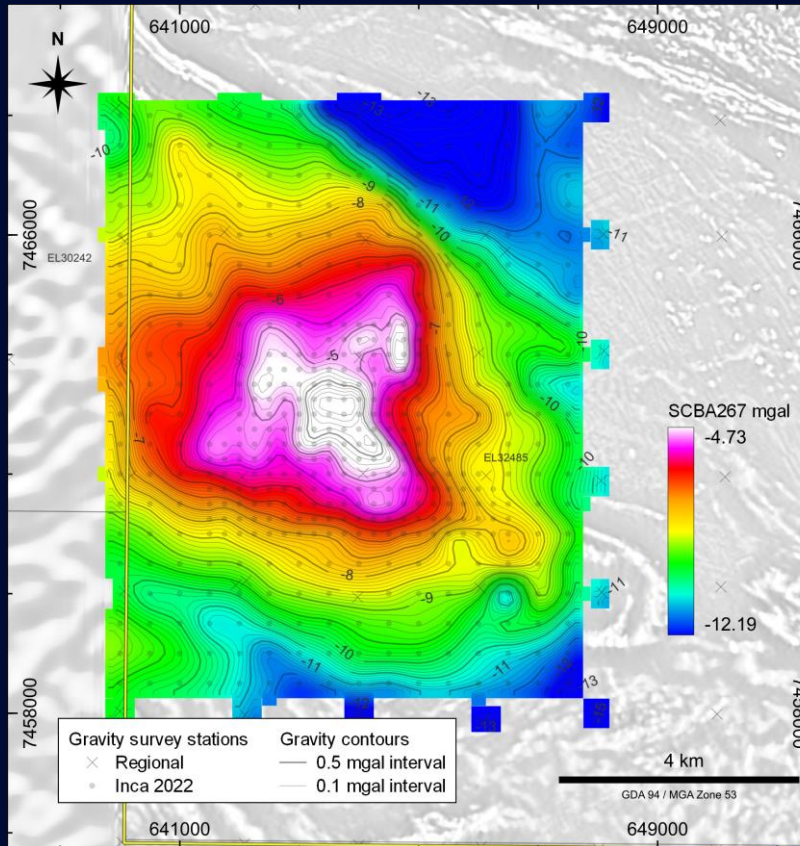 641000
649000
N
-13
-12
-10
-9
-8
-11
-10
-11
7466000
7466000
EL30242
-6
-7
-5
-10
-10
SCBA267 mgal
-4.73
-7
EL32485
-10
-8
-9
-11
-12.19
-10
-11
-11
-13
7458000
7458000
Gravity survey stations
Regional
Inca 2022
Gravity contours
0.5 mgal interval
0.1 mgal interval
4 km
GDA 94 / MGA Zone 53
641000
649000